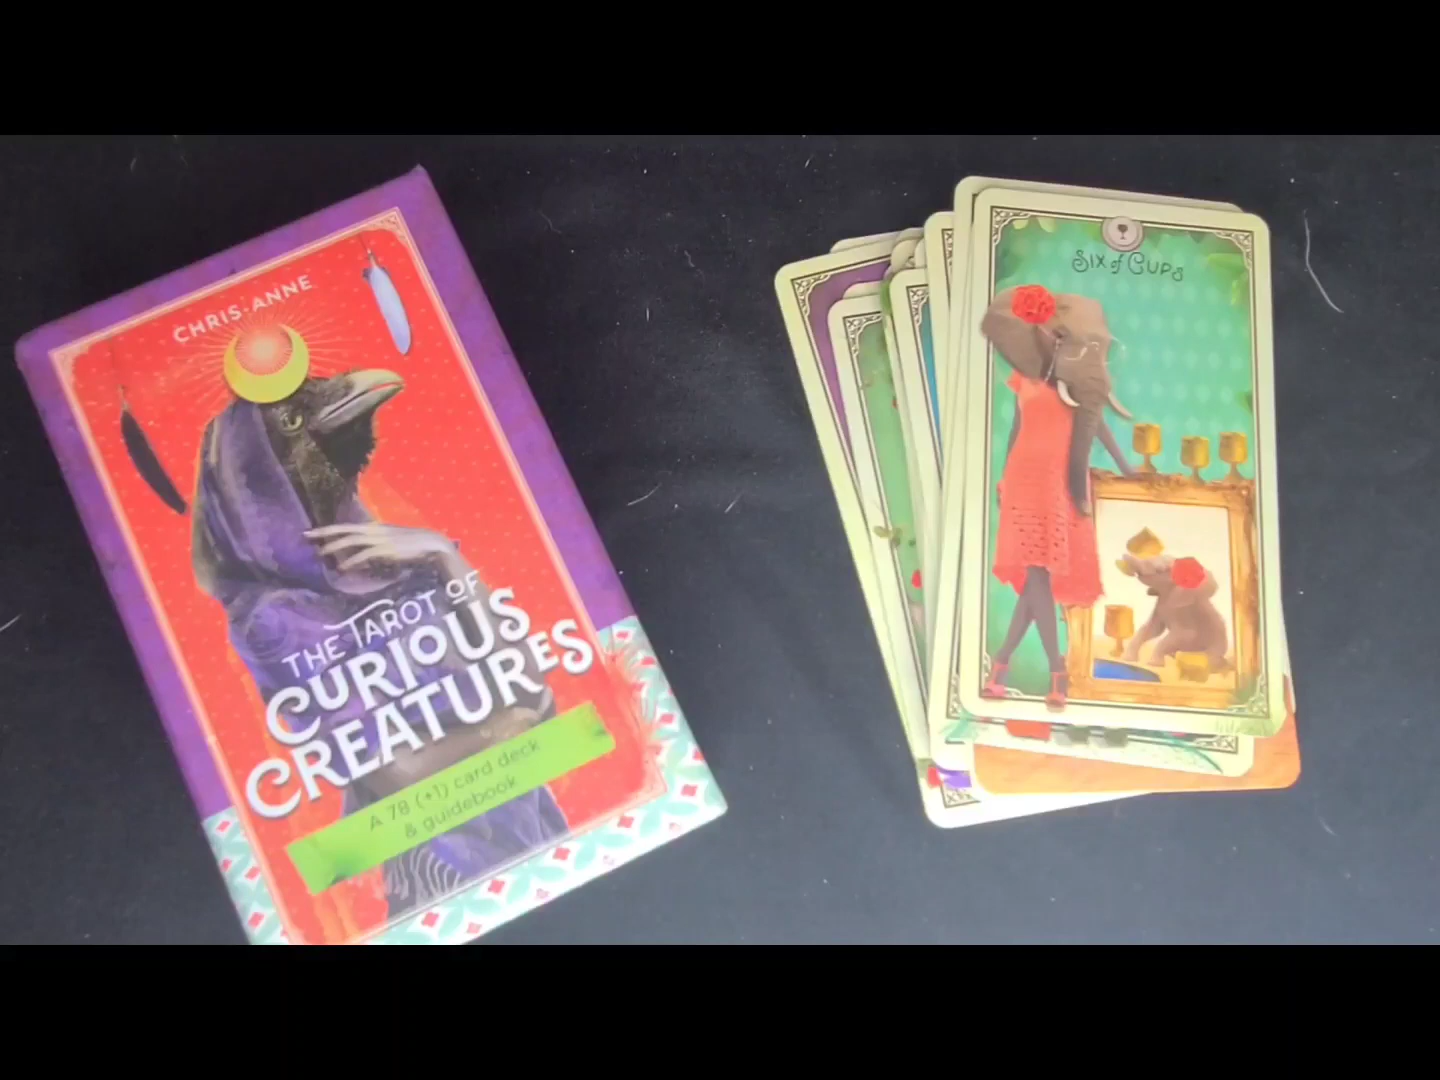 CHRIS-ANNE
THE TAROT OF
CURIOUS
CREATURES
A 78 (+1) card deck
& guidebook
SIX of CUPS